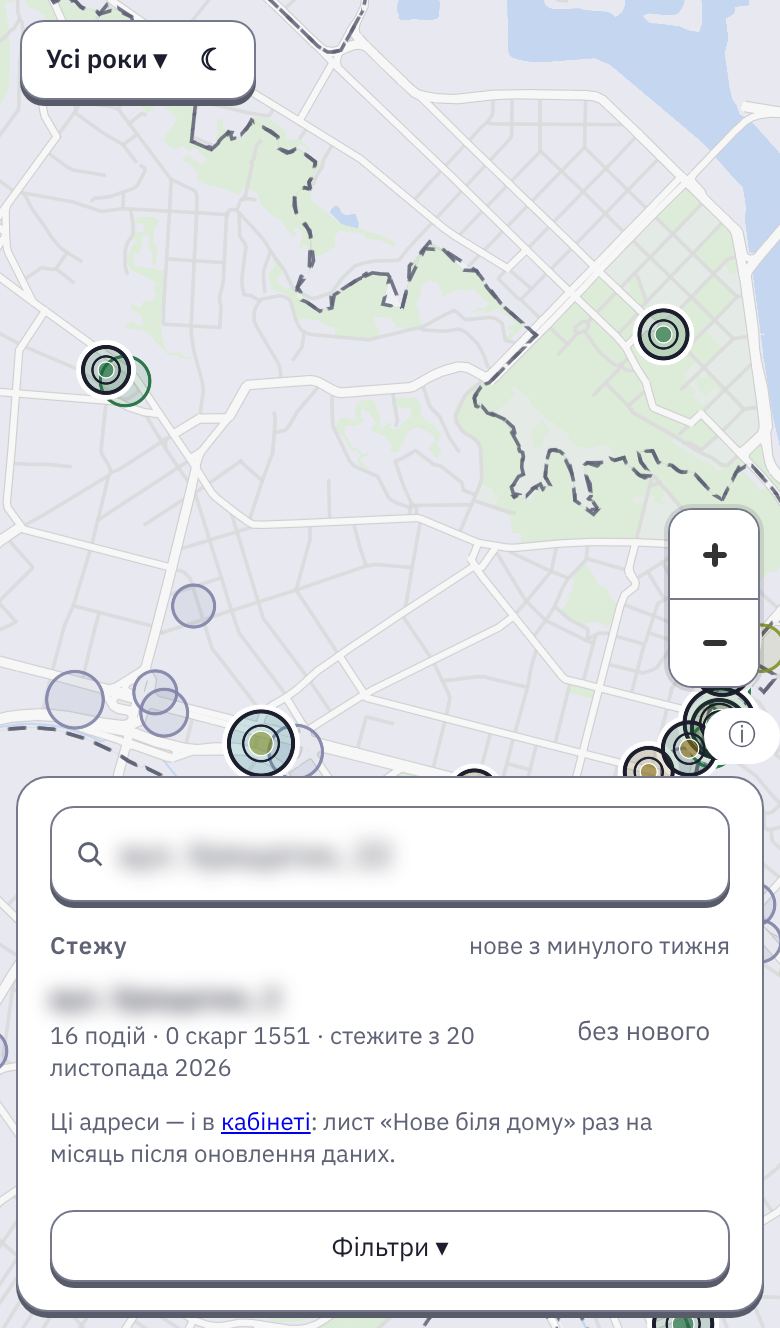 Усі роки ▾ ☾
+
−
ⓘ
Стежу
нове з минулого тижня
16 подій · 0 скарг 1551 · стежите з 20
листопада 2026
без нового
Ці адреси — і в кабінеті: лист «Нове біля дому» раз на
місяць після оновлення даних.
Фільтри ▾